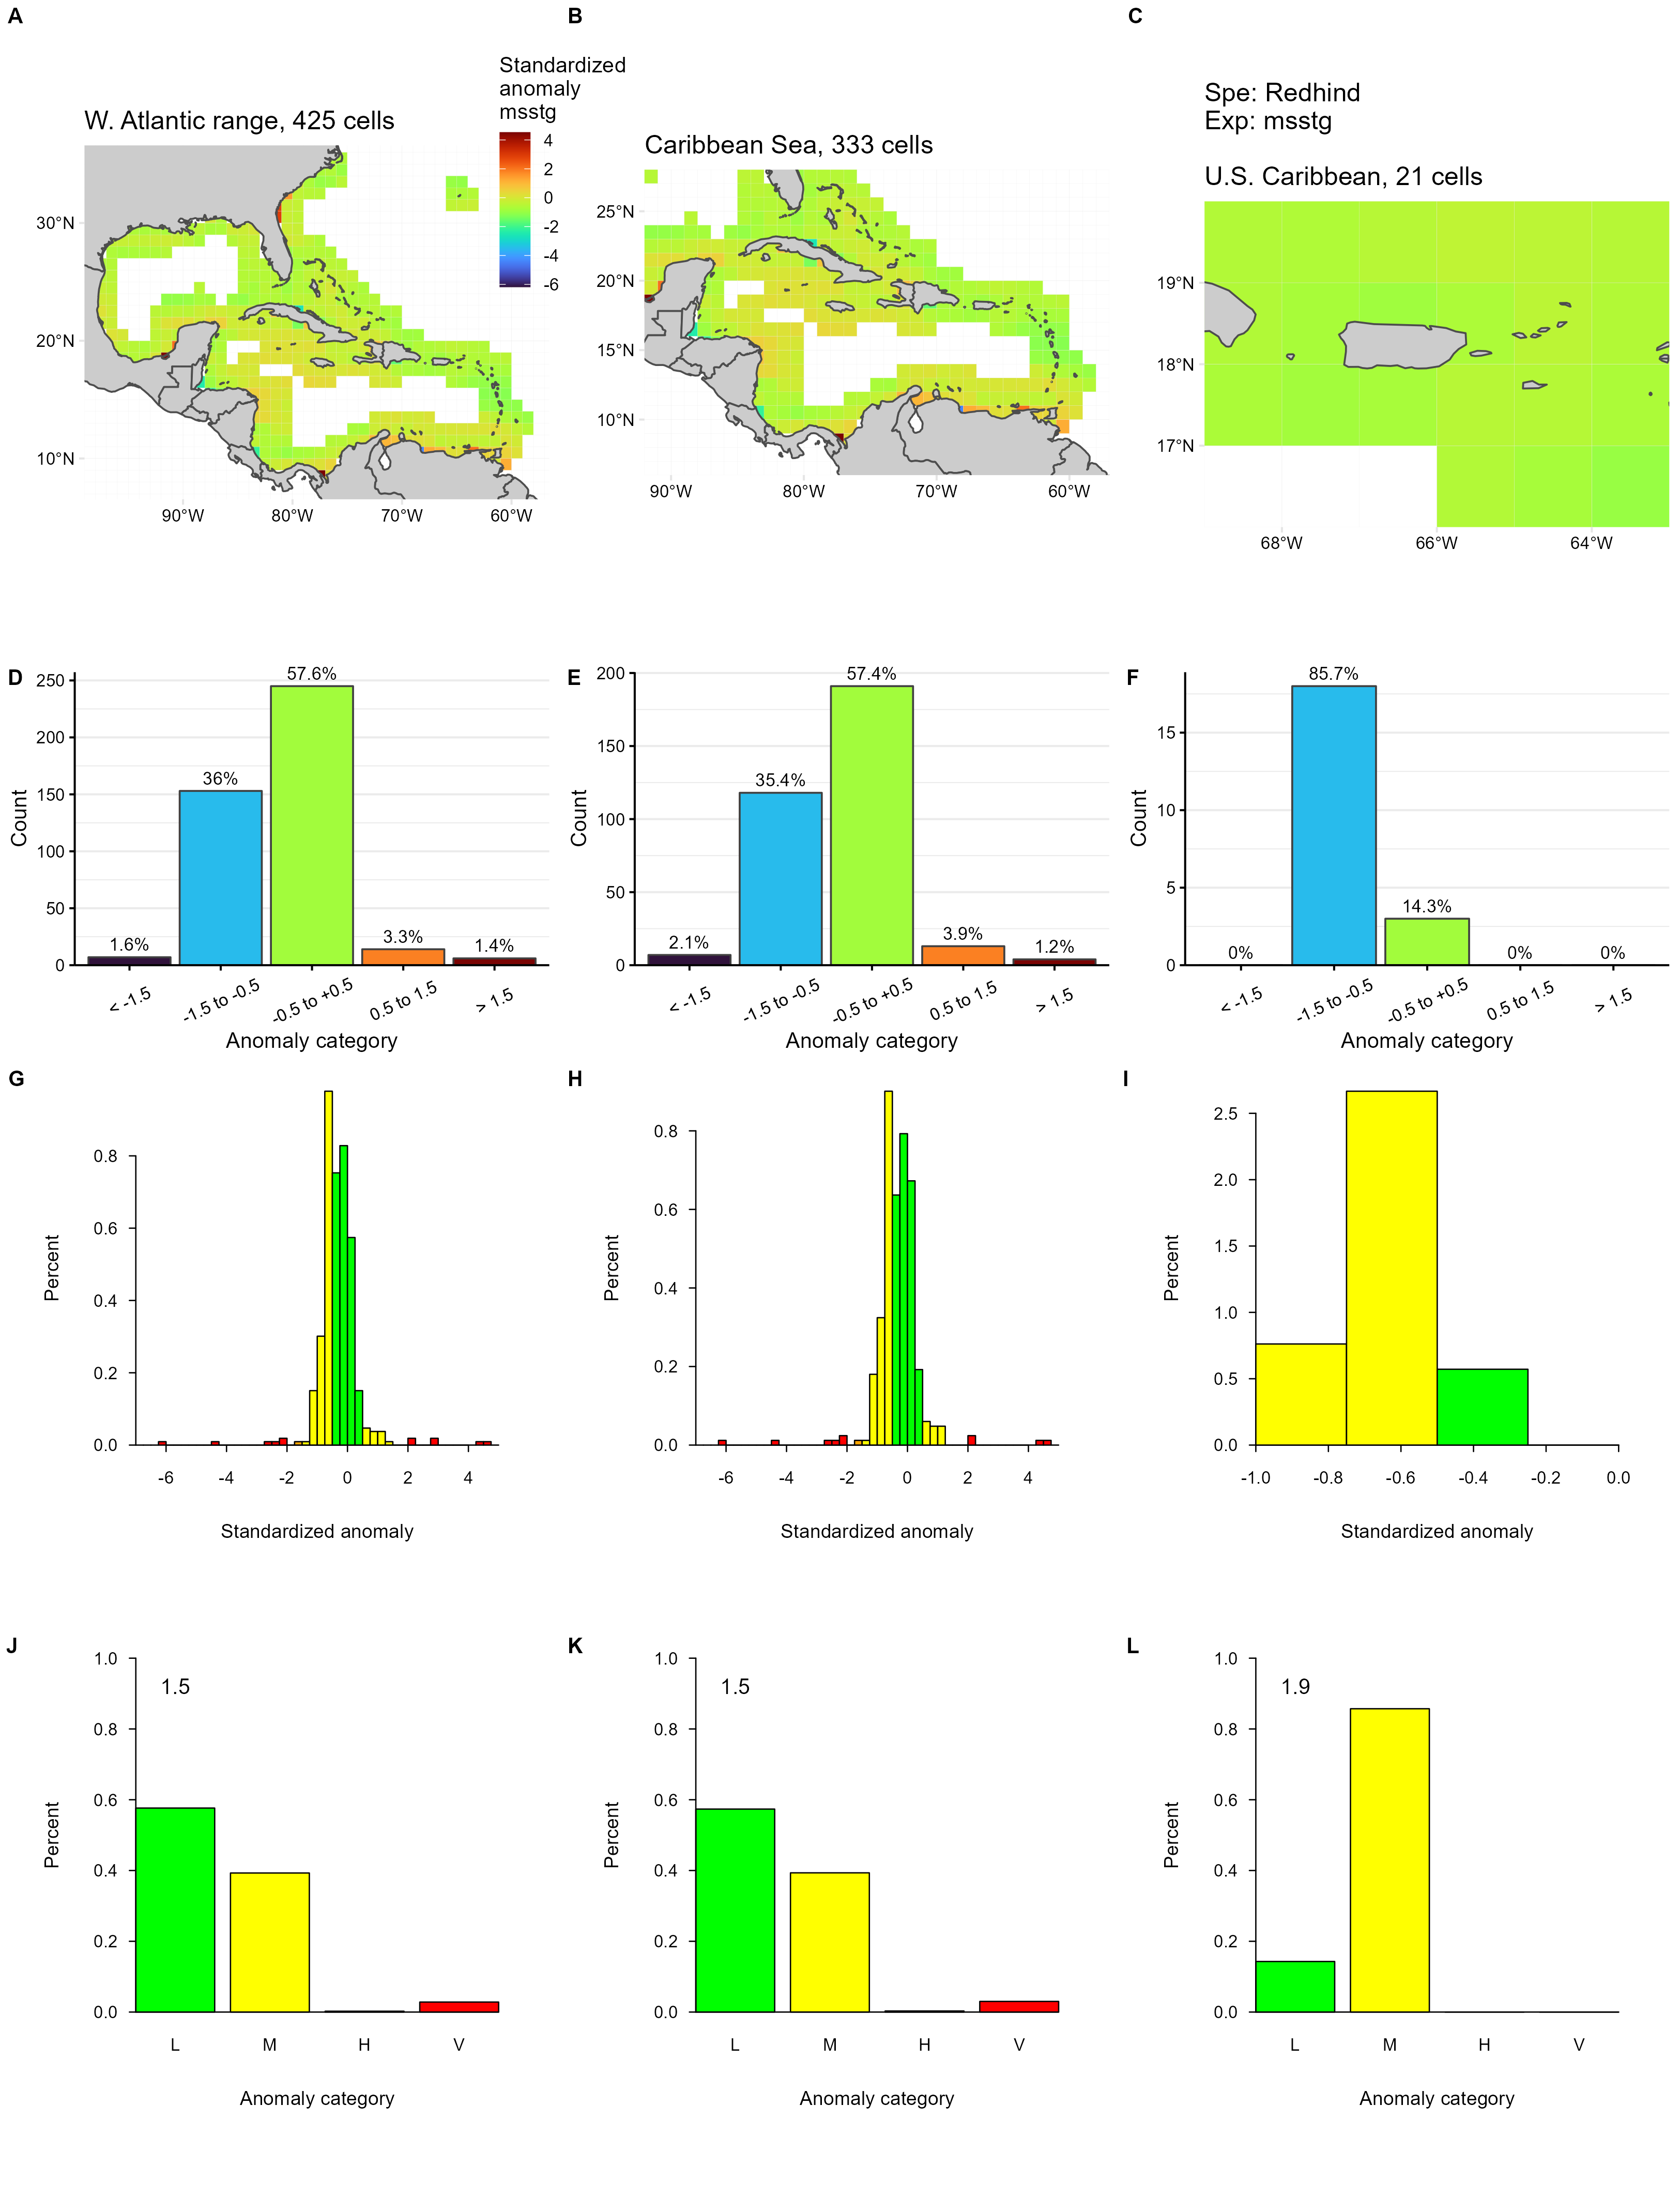 A
B
C
Standardized
anomaly
msstg
4
2
0
-2
-4
-6
W. Atlantic range, 425 cells
30°N
20°N
10°N
90°W 80°W 70°W 60°W
Caribbean Sea, 333 cells
25°N
20°N
15°N
10°N
90°W 80°W 70°W 60°W
Spe: Redhind
Exp: msstg
U.S. Caribbean, 21 cells
19°N
18°N
17°N
68°W 66°W 64°W
D
Count
250
200
150
100
50
0
1.6% 36% 57.6% 3.3% 1.4%
< -1.5 -1.5 to -0.5 -0.5 to +0.5 0.5 to 1.5 > 1.5
Anomaly category
E
Count
200
150
100
50
0
2.1% 35.4% 57.4% 3.9% 1.2%
< -1.5 -1.5 to -0.5 -0.5 to +0.5 0.5 to 1.5 > 1.5
Anomaly category
F
Count
15
10
5
0
0% 85.7% 14.3% 0% 0%
< -1.5 -1.5 to -0.5 -0.5 to +0.5 0.5 to 1.5 > 1.5
Anomaly category
G
Percent
0.8
0.6
0.4
0.2
0.0
-6 -4 -2 0 2 4
Standardized anomaly
H
Percent
0.8
0.6
0.4
0.2
0.0
-6 -4 -2 0 2 4
Standardized anomaly
I
Percent
2.5
2.0
1.5
1.0
0.5
0.0
-1.0 -0.8 -0.6 -0.4 -0.2 0.0
Standardized anomaly
J
Percent
1.0
0.8
0.6
0.4
0.2
0.0
1.5
L M H V
Anomaly category
K
Percent
1.0
0.8
0.6
0.4
0.2
0.0
1.5
L M H V
Anomaly category
L
Percent
1.0
0.8
0.6
0.4
0.2
0.0
1.9
L M H V
Anomaly category